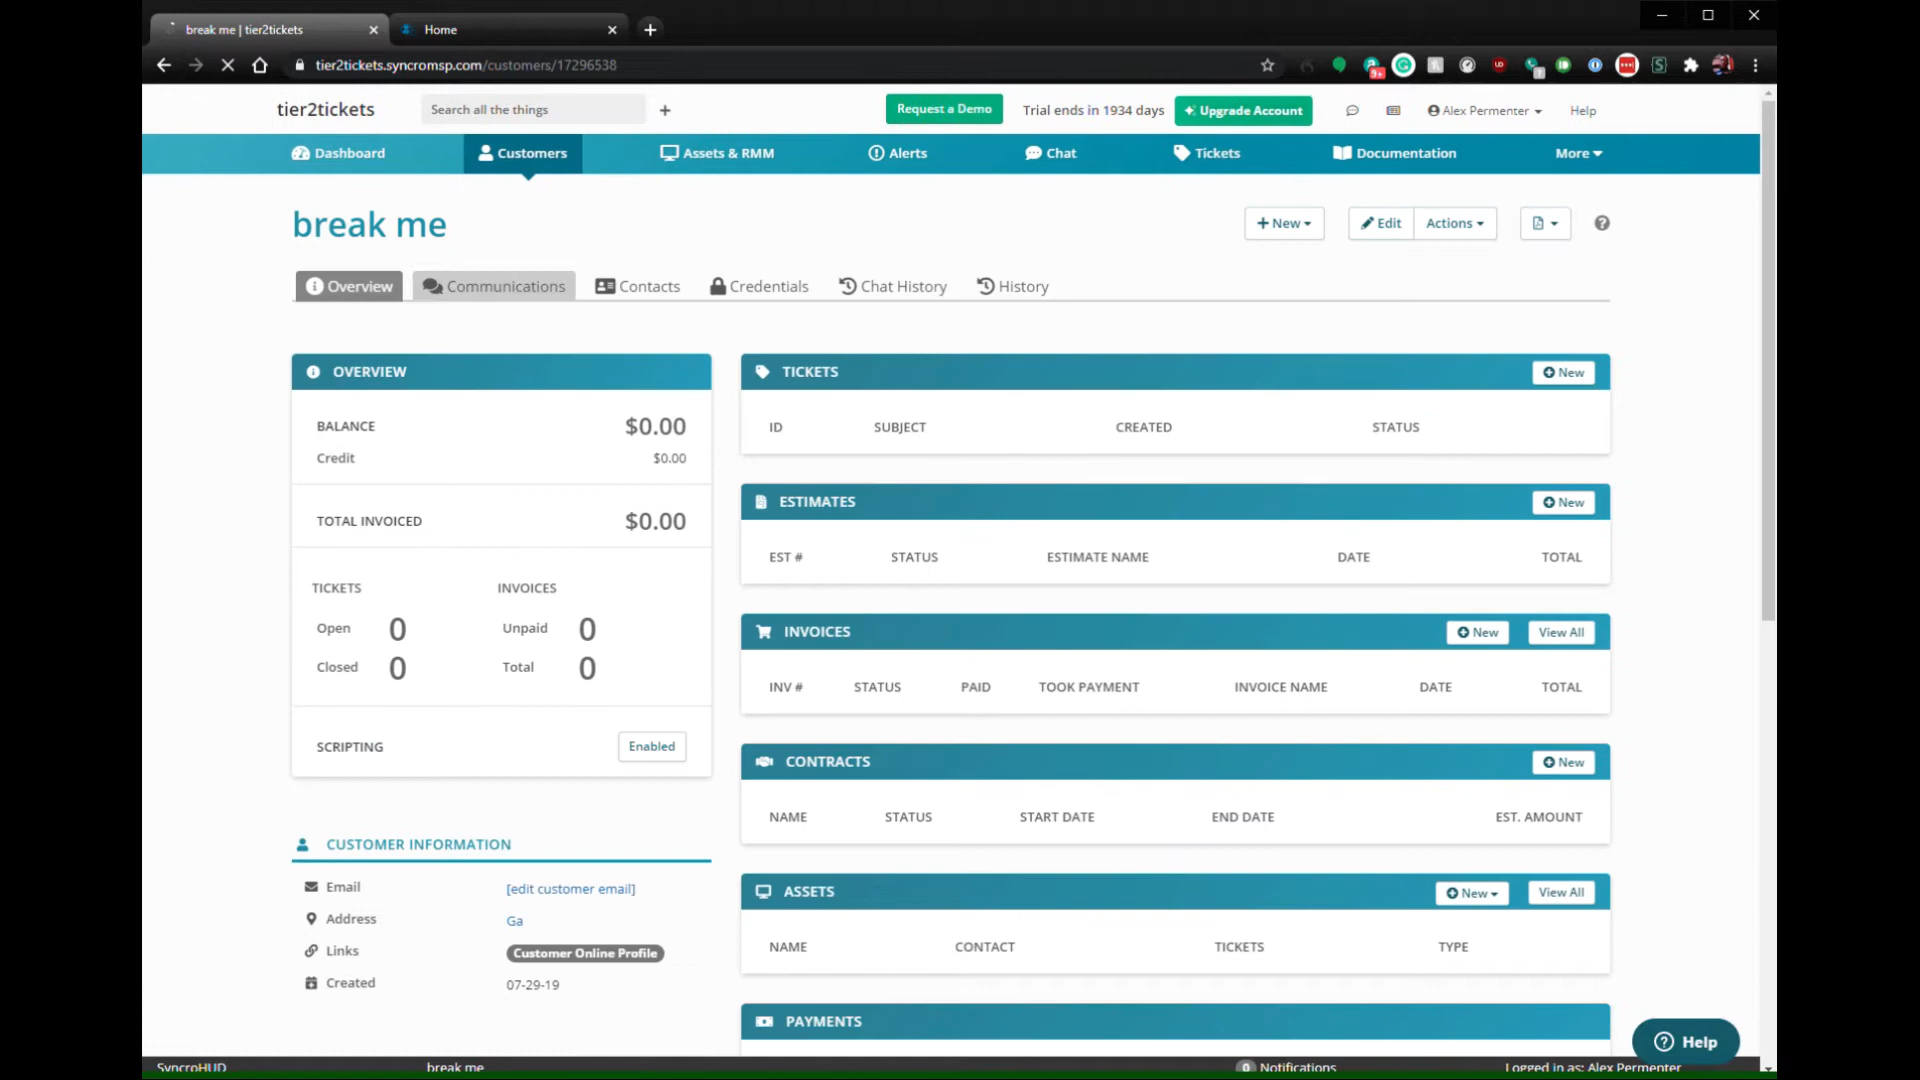 break me | tier2tickets
Home
tier2tickets.syncromsp.com/customers/17296538
9+
tier2tickets
Search all the things
Request a Demo
Trial ends in 1934 days
Upgrade Account
Alex Permenter
Help
Dashboard
Customers
Assets & RMM
Alerts
Chat
Tickets
Documentation
More
break me
New
Edit
Actions
Overview
Communications
Contacts
Credentials
Chat History
History
OVERVIEW
BALANCE $0.00
Credit $0.00
TOTAL INVOICED $0.00
TICKETS INVOICES
Open 0 Unpaid 0
Closed 0 Total 0
SCRIPTING Enabled
CUSTOMER INFORMATION
Email [edit customer email]
Address Ga
Links Customer Online Profile
Created 07-29-19
TICKETS New
ID SUBJECT CREATED STATUS
ESTIMATES New
EST # STATUS ESTIMATE NAME DATE TOTAL
INVOICES New View All
INV # STATUS PAID TOOK PAYMENT INVOICE NAME DATE TOTAL
CONTRACTS New
NAME STATUS START DATE END DATE EST. AMOUNT
ASSETS New View All
NAME CONTACT TICKETS TYPE
PAYMENTS
Help
SyncroHUD break me 0 Notifications Logged in as: Alex Permenter